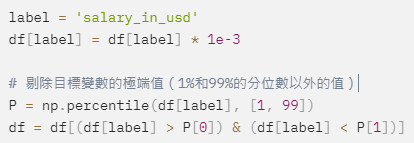 label = 'salary_in_usd'
df[label] = df[label] * 1e-3
# 剔除目標變數的極端值(1%和99%的分位數以外的值)
P = np.percentile(df[label], [1, 99])
df = df[(df[label] > P[0]) & (df[label] < P[1])]